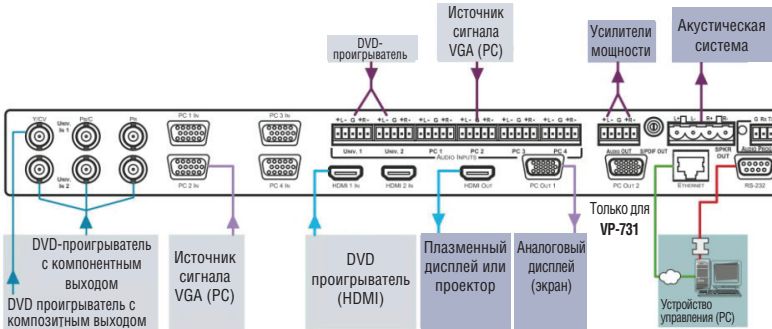 DVD-
проигрыватель
Источник
сигнала
VGA (PC)
Усилители
мощности
Акустическая
система
+L- G +R- +L- G +R- +L- G +R- +L- G +R- +L- G +R- +L- G +R-
+L- G +R-
L+ L- R+ R-
G Rx T
Y/CV PB/C PR
Univ. In 1
PC 1 IN
PC 3 IN
UNIV. 1 UNIV. 2 PC 1 PC 2 PC 3 PC 4
AUDIO INPUTS
AUDIO OUT
S/PDIF OUT
SPKR OUT
AUDIO PROG
Univ. In 2
PC 2 IN
PC 4 IN
HDMI 1 IN
HDMI 2 IN
HDMI OUT
PC OUT 1
PC OUT 2
ETHERNET
RS-232
Только для
VP-731
DVD-проигрыватель
с компонентным
выходом
DVD проигрыватель с
композитным выходом
Источник
сигнала
VGA (PC)
DVD
проигрыватель
(HDMI)
Плазменный
дисплей или
проектор
Аналоговый
дисплей
(экран)
Устройство
управления (PC)